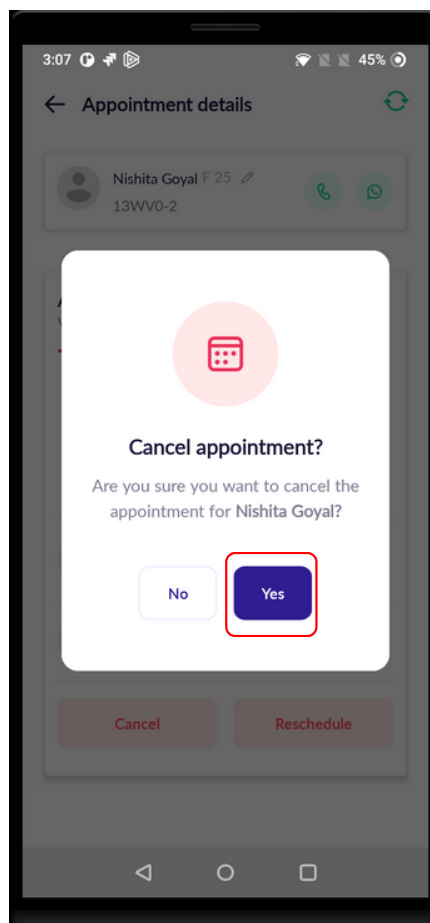 3:07 45%
Appointment details
Nishita Goyal F 25
13WV0-2
Cancel appointment?
Are you sure you want to cancel the
appointment for Nishita Goyal?
No Yes
Cancel Reschedule